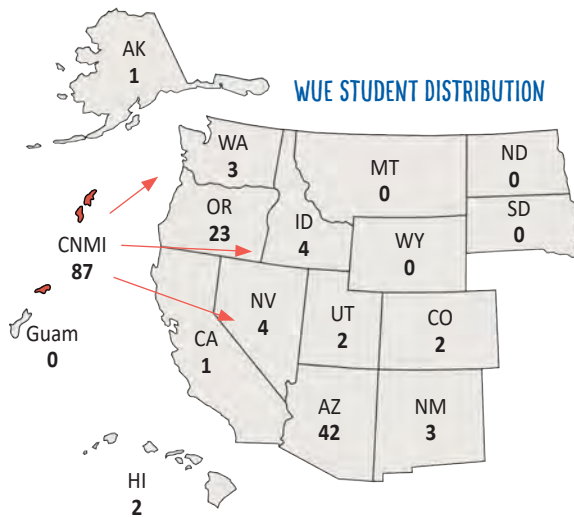 AK
1
WUE STUDENT DISTRIBUTION
WA
3
MT
0
ND
0
OR
23
ID
4
SD
0
CNMI
87
WY
0
NV
4
UT
2
CO
2
Guam
0
CA
1
AZ
42
NM
3
HI
2